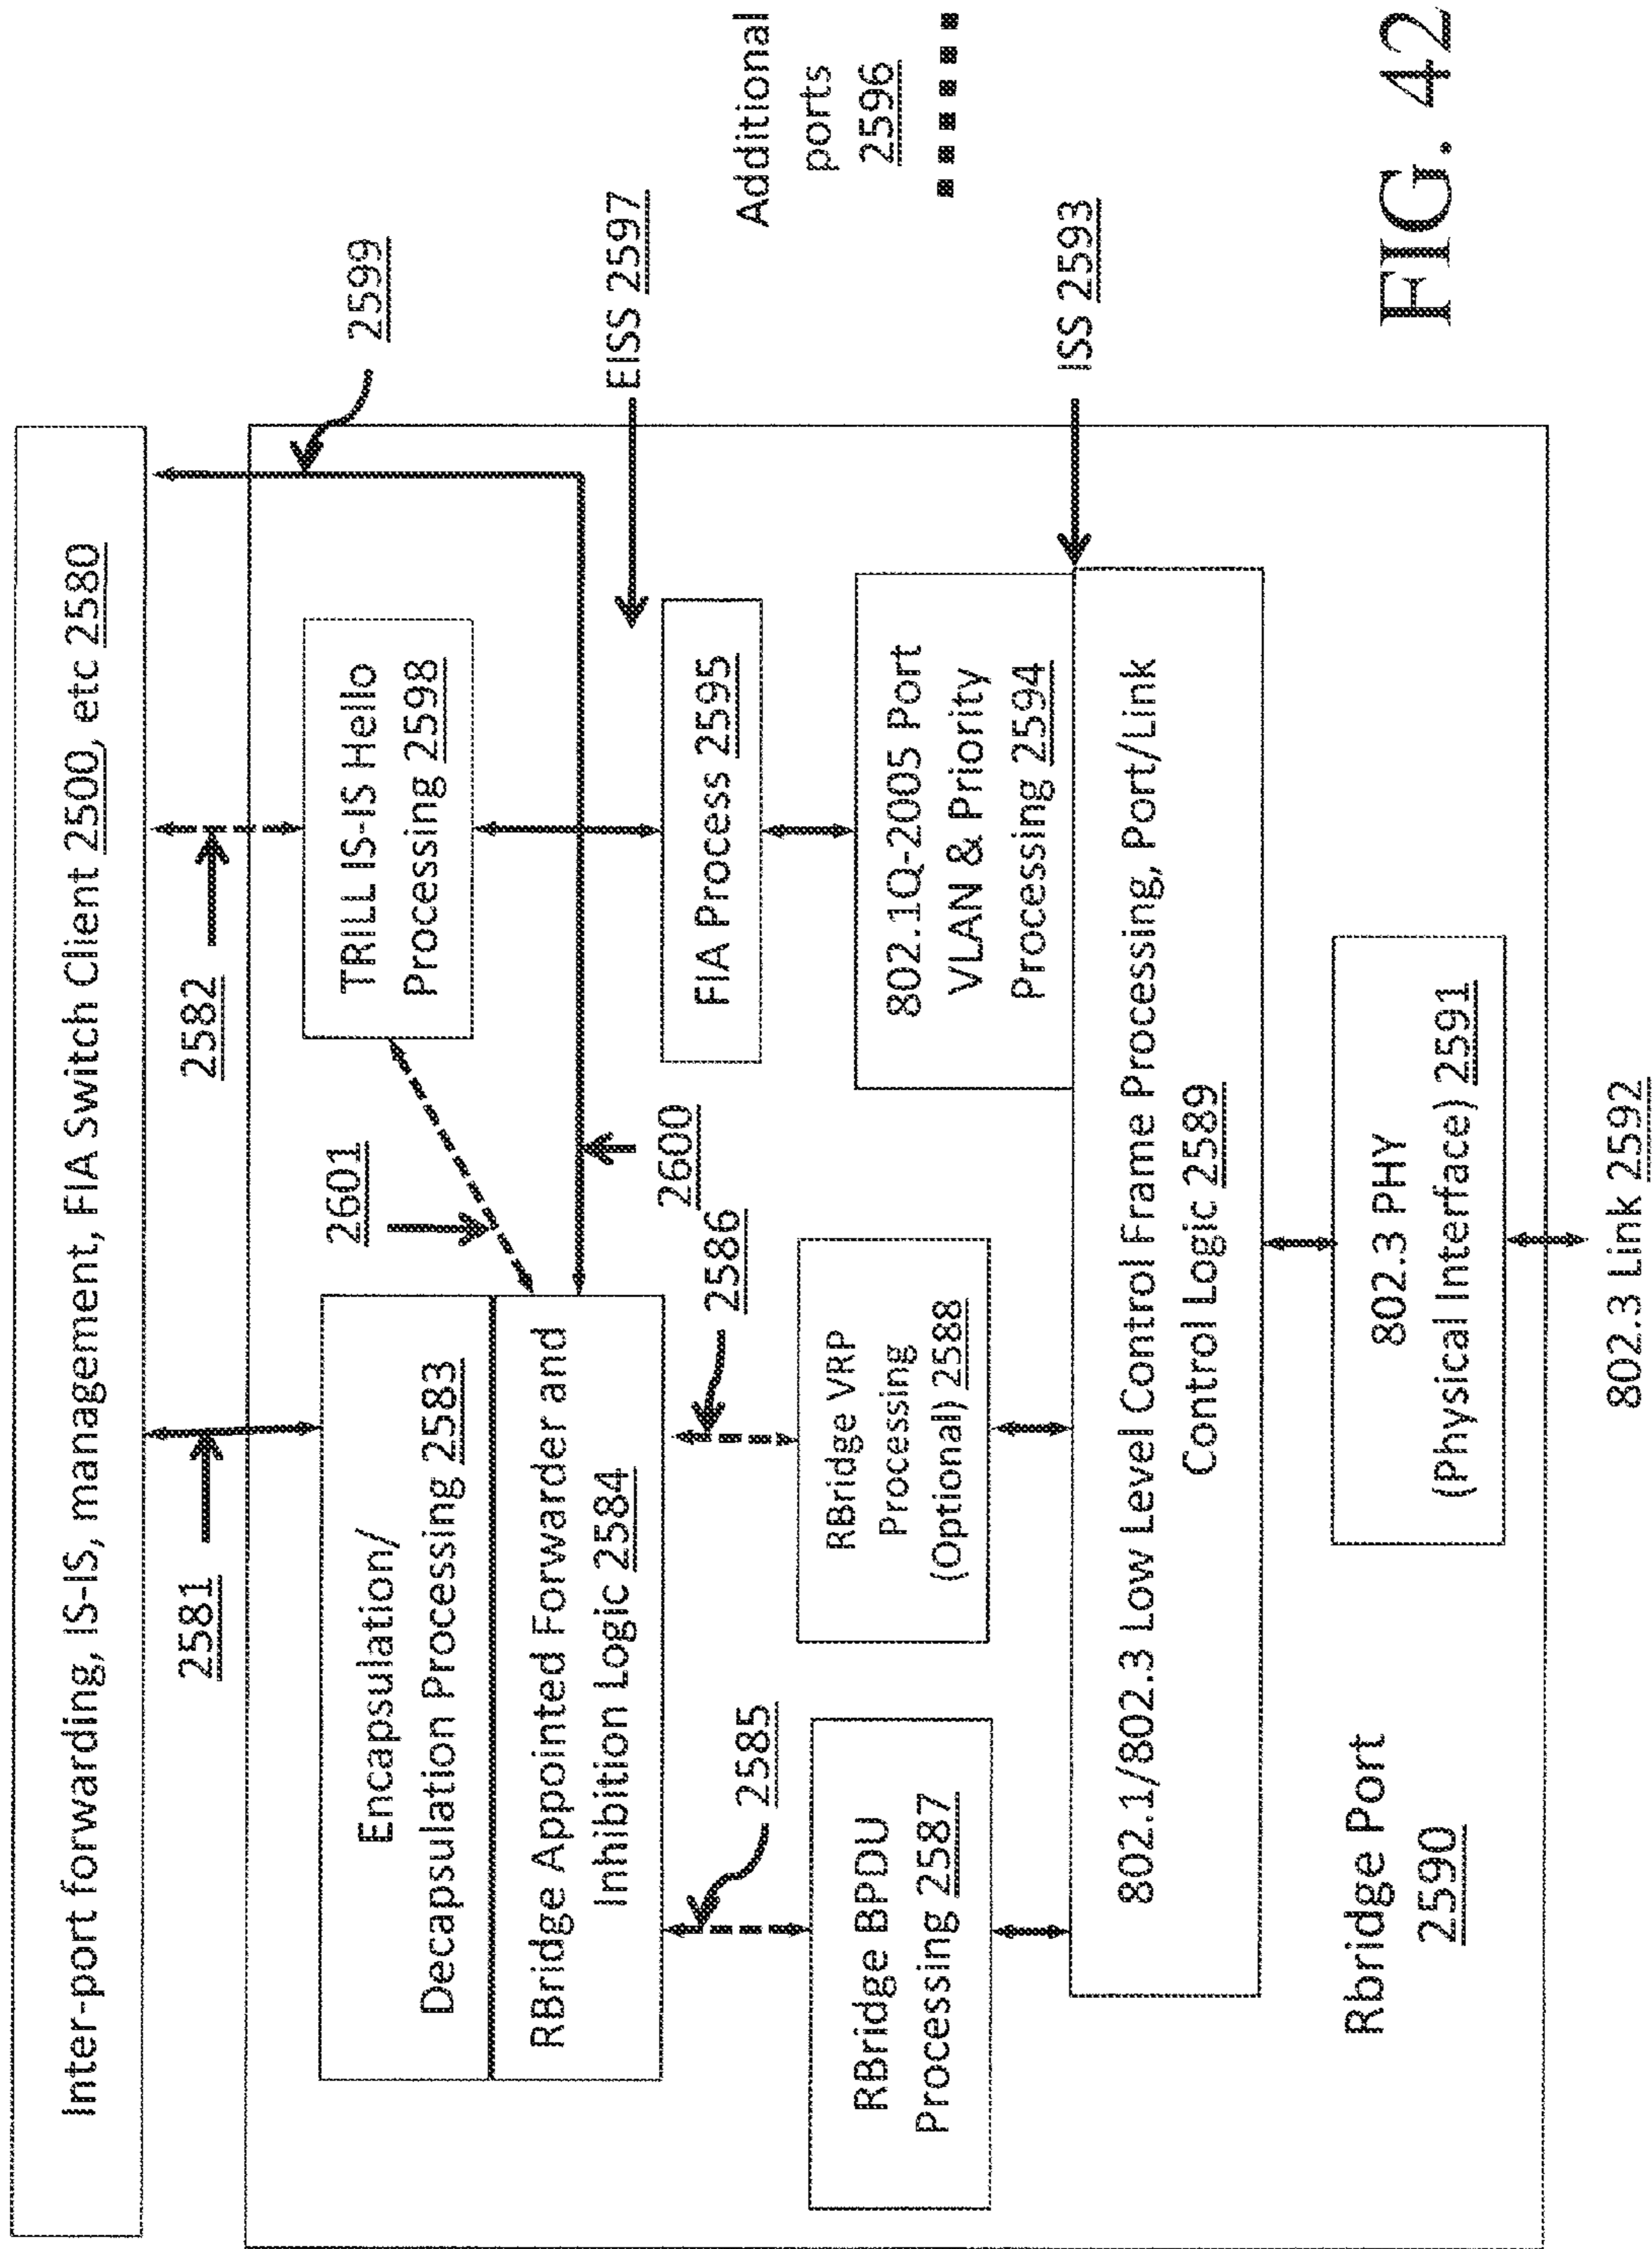 Inter-port forwarding, IS-IS, management, FIA Switch Client 2500, etc 2580
2581
2582
2599
Encapsulation/
Decapsulation Processing 2583
TRILL IS-IS Hello
Processing 2598
2601
RBridge Appointed Forwarder and
Inhibition Logic 2584
2600
EISS 2597
2585
2586
FIA Process 2595
Additional
ports
2596
RBridge BPDU
Processing 2587
RBridge VRP
Processing
(Optional) 2588
802.1Q-2005 Port
VLAN & Priority
Processing 2594
ISS 2593
802.1/802.3 Low Level Control Frame Processing, Port/Link
Control Logic 2589
Rbridge Port
2590
802.3 PHY
(Physical Interface) 2591
802.3 Link 2592
FIG. 42